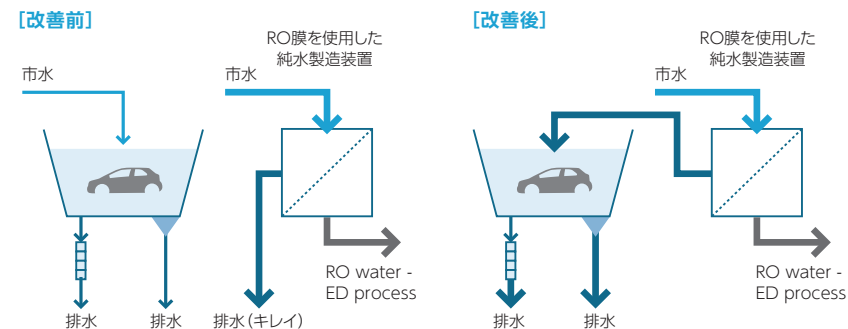 [改善前]
RO膜を使用した
純水製造装置
市水
市水
RO water -
ED process
排水
排水
排水(キレイ)
[改善後]
RO膜を使用した
純水製造装置
市水
RO water -
ED process
排水
排水